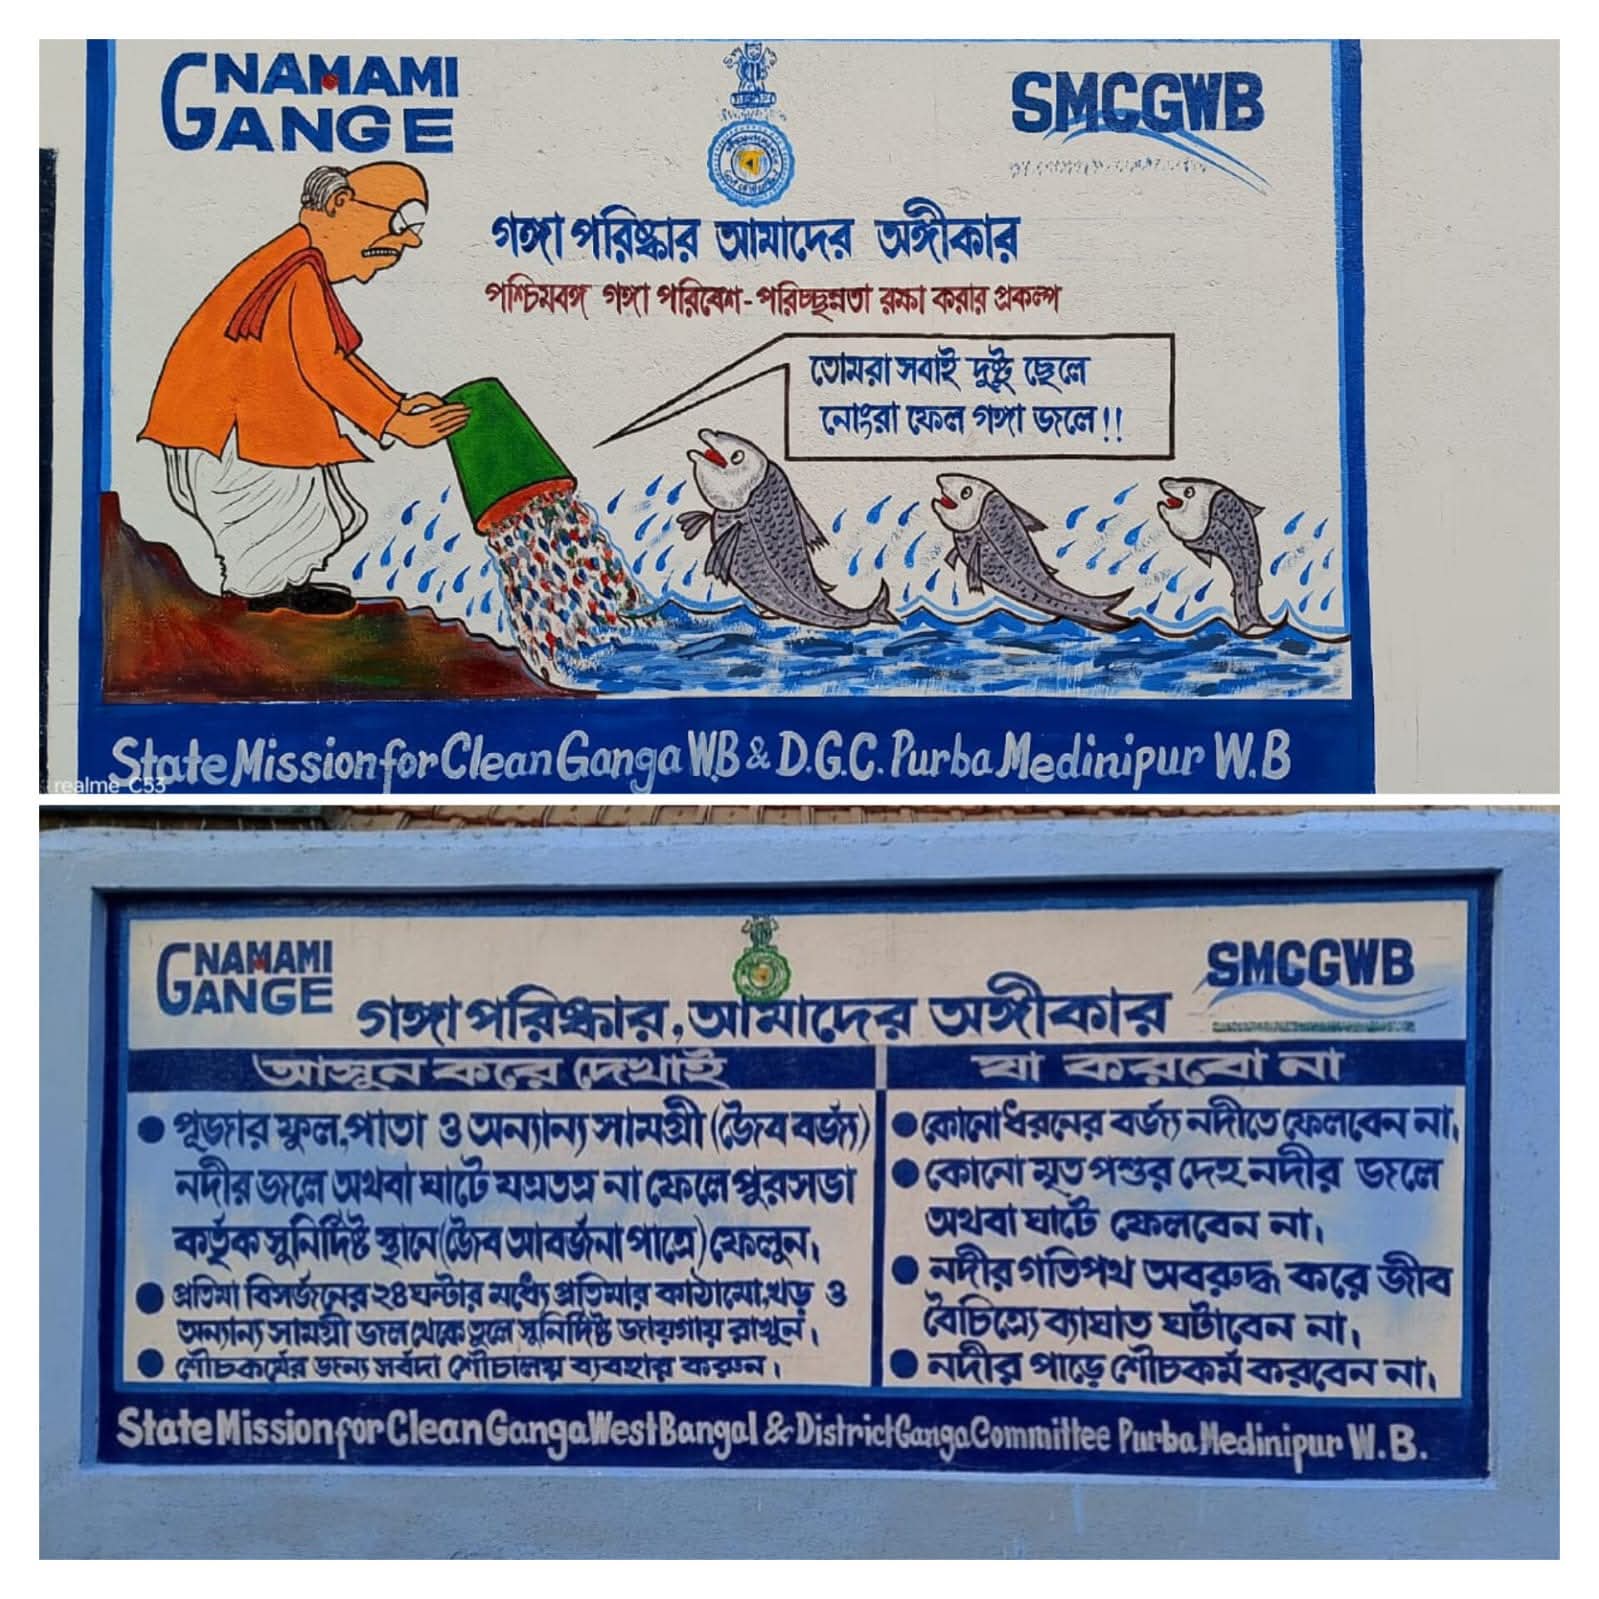 NAMAMI
GANGE
SMCGWB
গঙ্গা পরিষ্কার আমাদের অঙ্গীকার
পশ্চিমবঙ্গ গঙ্গা পরিবেশ-পরিচ্ছন্নতা রক্ষা করার প্রকল্প
তোমরা সবাই দুষ্টু ছেলে
নোংরা ফেল গঙ্গা জলে!!
State Mission for Clean Ganga W.B & D.G.C. Purba Medinipur W.B
realme C53
NAMAMI
GANGE
SMCGWB
গঙ্গা পরিষ্কার, আমাদের অঙ্গীকার
আসুন করে দেখাই
● পূজার ফুল, পাতা ও অন্যান্য সামগ্রী (জৈব বর্জ্য)
নদীর জলে অথবা ঘাটে যত্রতত্র না ফেলে পুরসভা
কর্তৃক সুনির্দিষ্ট স্থানে (জৈব আবর্জনা পাত্রে) ফেলুন।
● প্রতিমা বিসর্জনের ২৪ ঘন্টার মধ্যে প্রতিমার কাঠামো, খড় ও
অন্যান্য সামগ্রী জল থেকে তুলে সুনির্দিষ্ট জায়গায় রাখুন।
● শৌচকর্মের জন্য সর্বদা শৌচালয় ব্যবহার করুন।
যা করবো না
● কোনো ধরনের বর্জ্য নদীতে ফেলবেন না।
● কোনো মৃত পশুর দেহ নদীর জলে
অথবা ঘাটে ফেলবেন না।
● নদীর গতিপথ অবরুদ্ধ করে জীব
বৈচিত্র্যে ব্যাঘাত ঘটাবেন না।
● নদীর পাড়ে শৌচকর্ম করবেন না।
State Mission for Clean Ganga West Bangal & District Ganga Committee Purba Medinipur W.B.